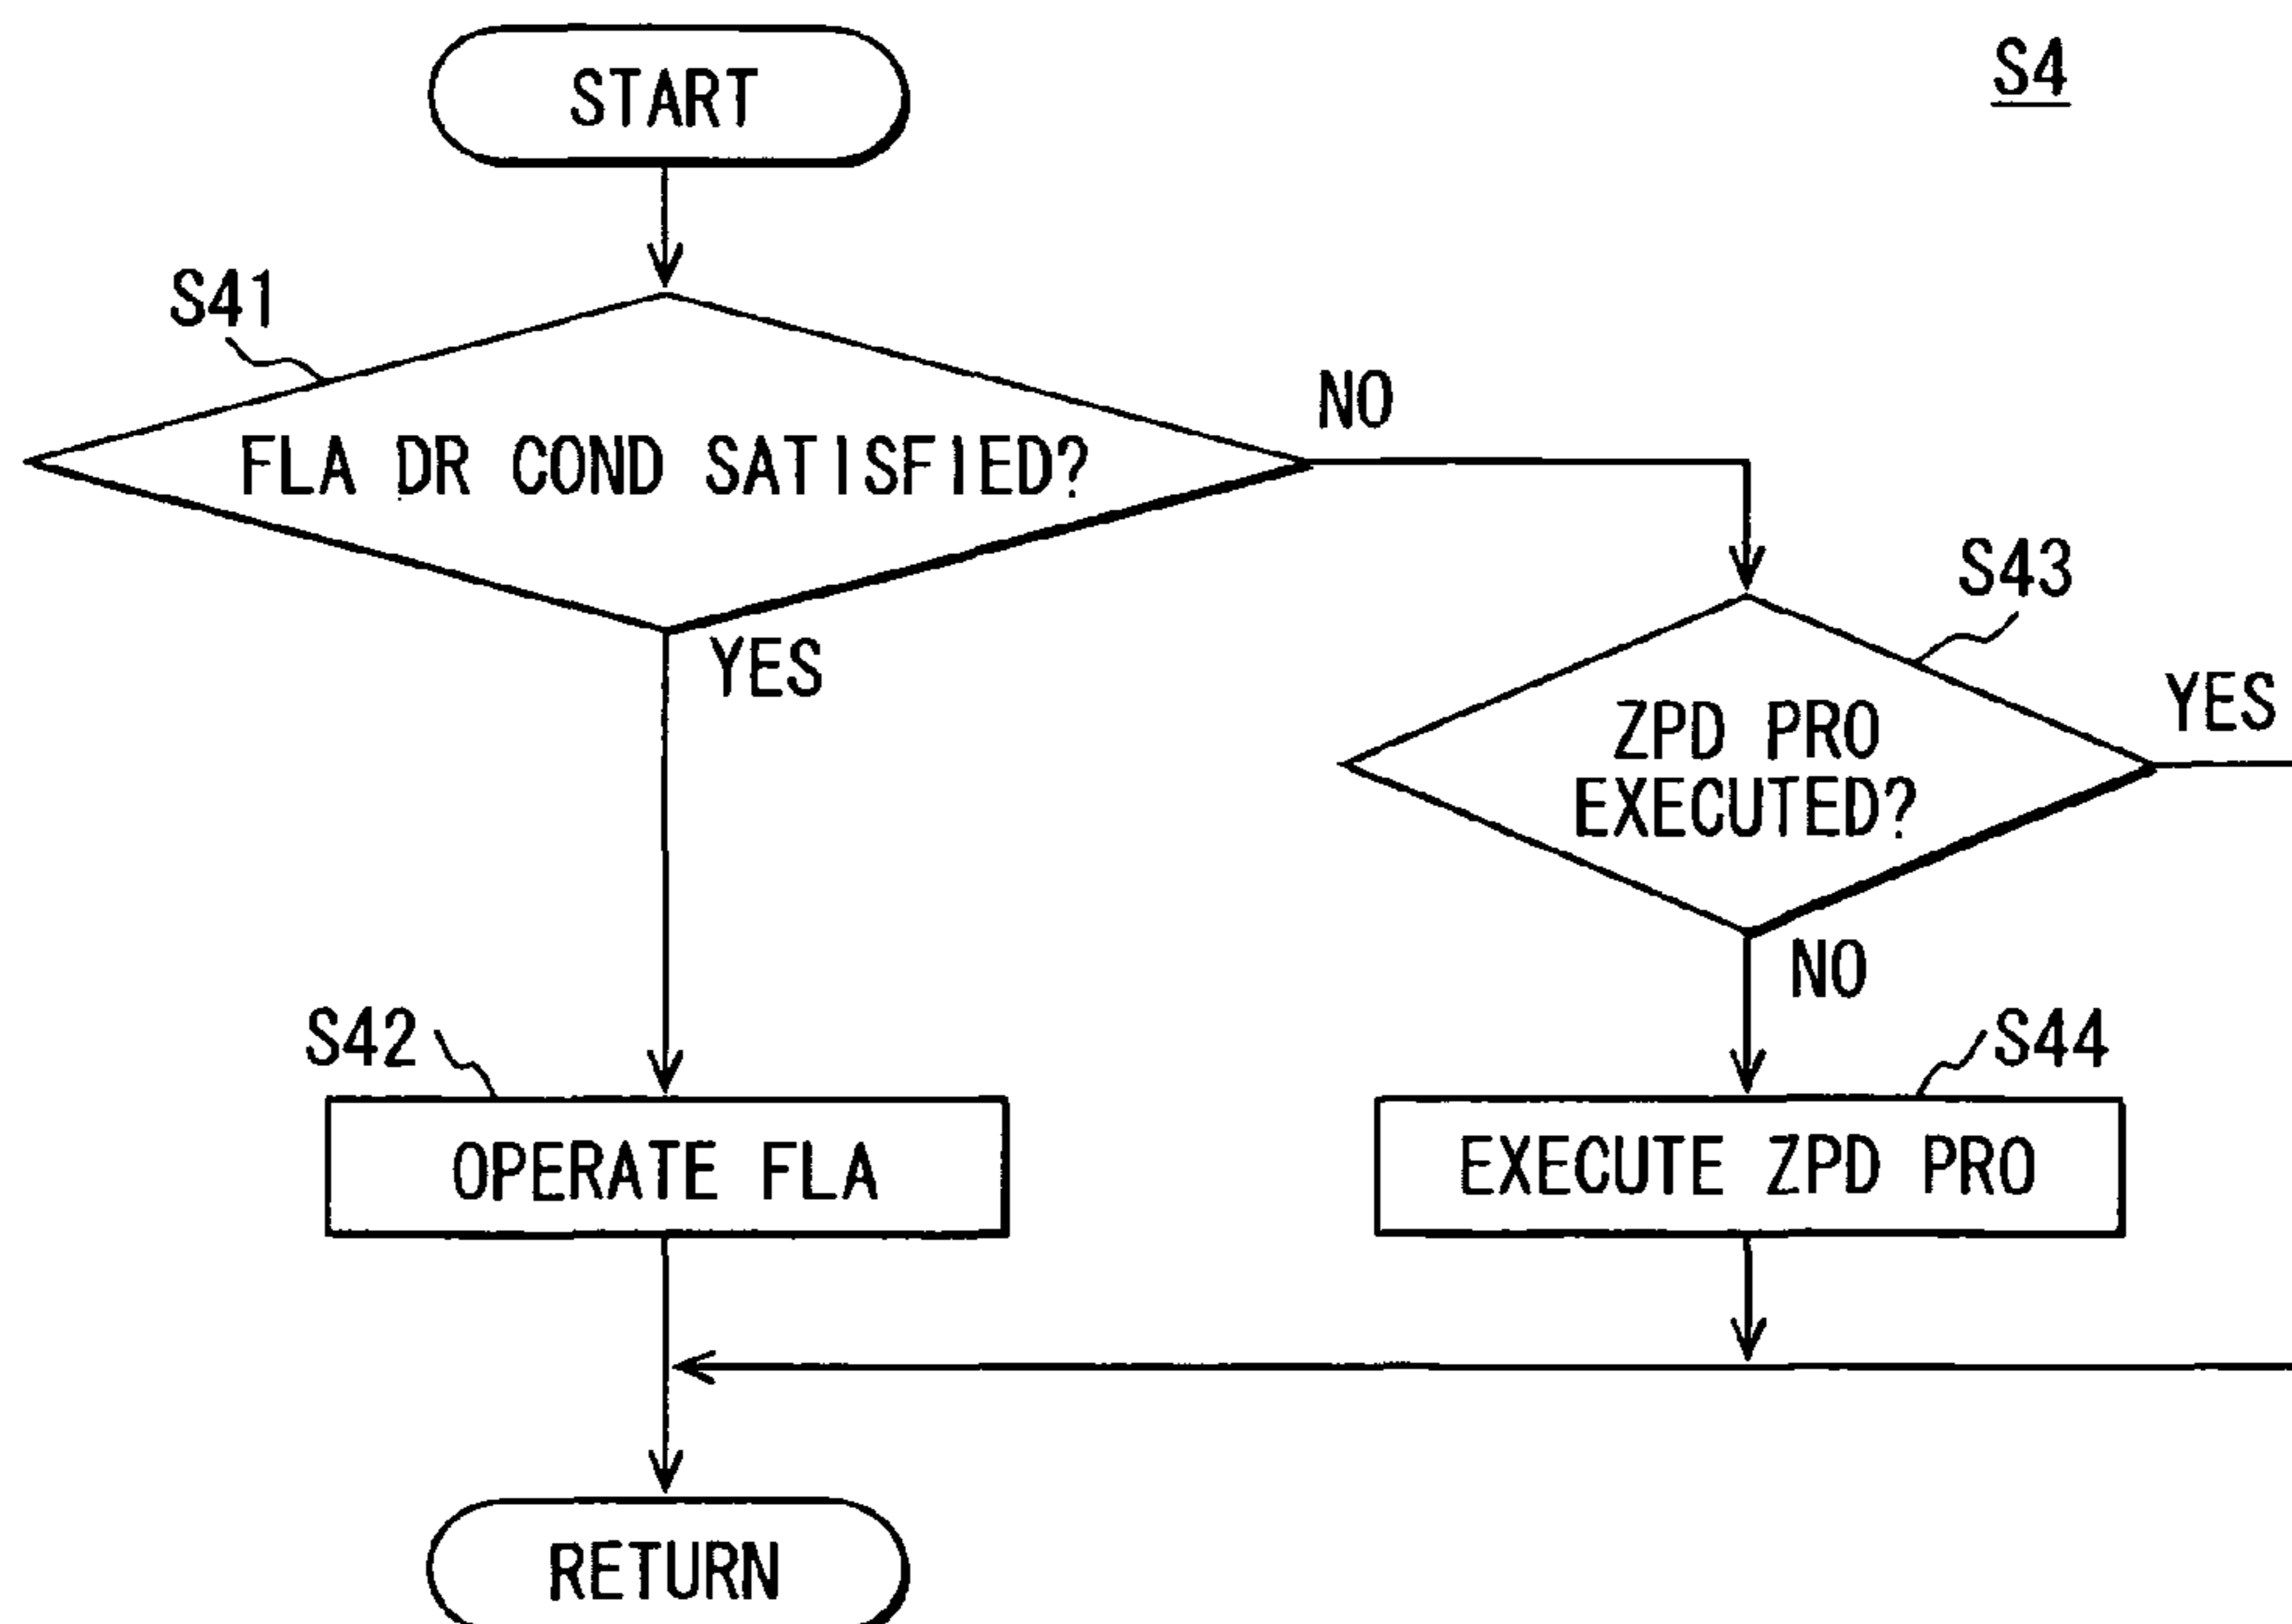 START
S4
S41
FLA DR COND SATISFIED?
NO
YES
S43
ZPD PRO
EXECUTED?
YES
NO
S42
OPERATE FLA
S44
EXECUTE ZPD PRO
RETURN